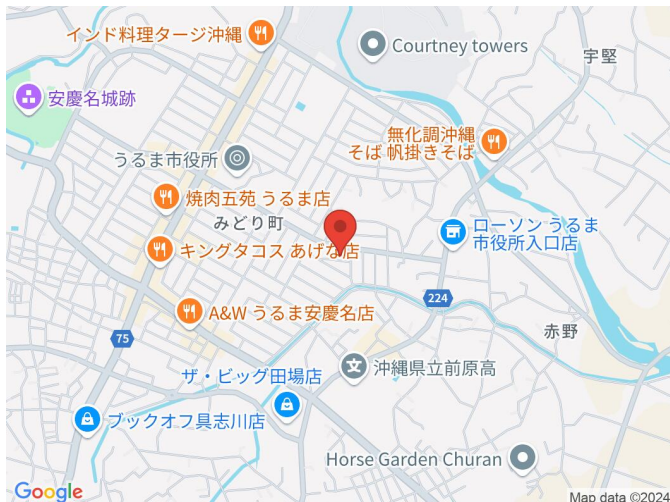 インド料理タージ沖縄
Courtney towers
宇堅
安慶名城跡
無化調沖縄
そば 帆掛きそば
うるま市役所
焼肉五苑 うるま店
みどり町
ローソン うるま
市役所入口店
キングタコス あげな店
224
A&W うるま安慶名店
赤野
75
沖縄県立前原高
ザ・ビッグ田場店
ブックオフ具志川店
Horse Garden Churan
Google
Map data ©2024